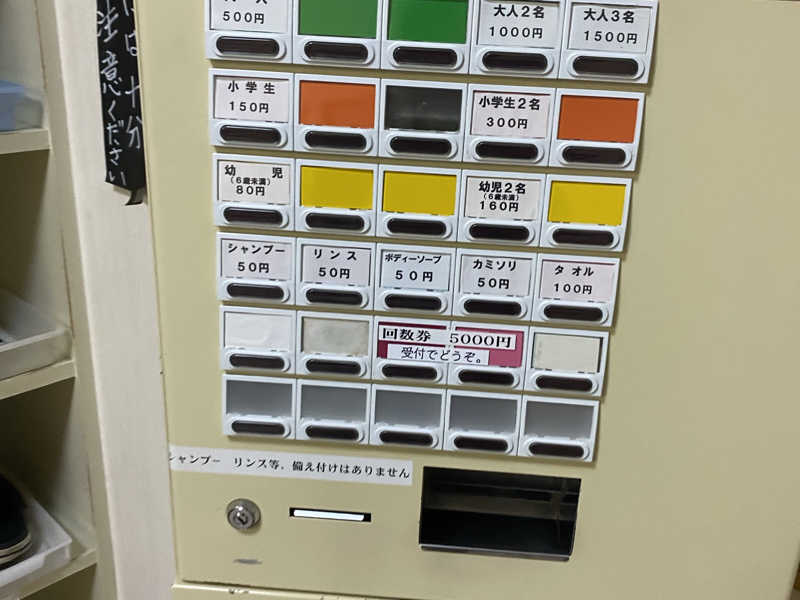 は十分
注意ください
500円
大人2名
1000円
大人3名
1500円
小学生
150円
小学生2名
300円
幼児
(6歳未満)
80円
幼児2名
(6歳未満)
160円
シャンプー
50円
リンス
50円
ボディーソープ
50円
カミソリ
50円
タオル
100円
回数券 5000円
受付でどうぞ。
シャンプー リンス等、備え付けはありません